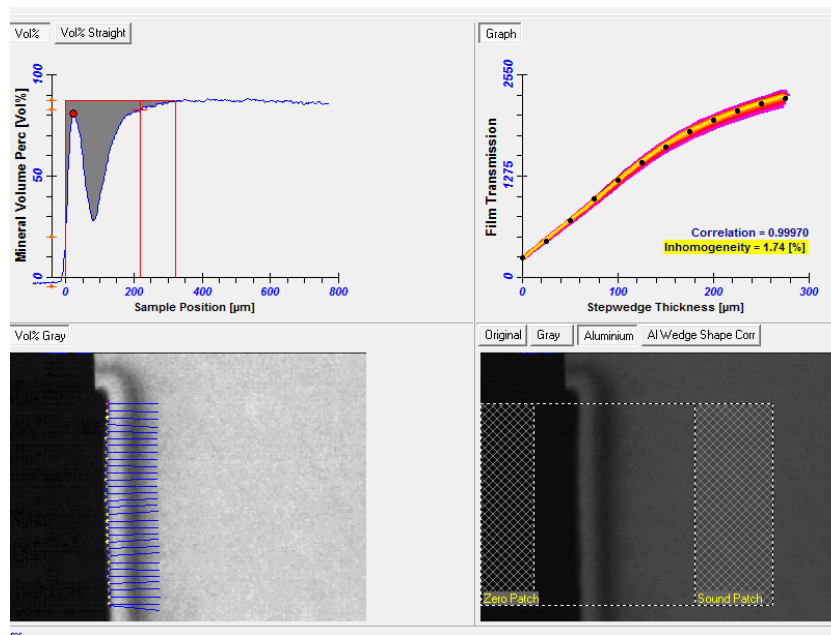 Vol% Vol% Straight
Mineral Volume Perc [Vol%]
100
50
0
0 200 400 600 800
Sample Position [µm]
Graph
Film Transmission
2550
1275
0
Correlation = 0.99970
Inhomogeneity = 1.74 [%]
0 100 200 300
Stepwedge Thickness [µm]
Vol% Gray
Original Gray Aluminium Al Wedge Shape Corr
Zero Patch Sound Patch